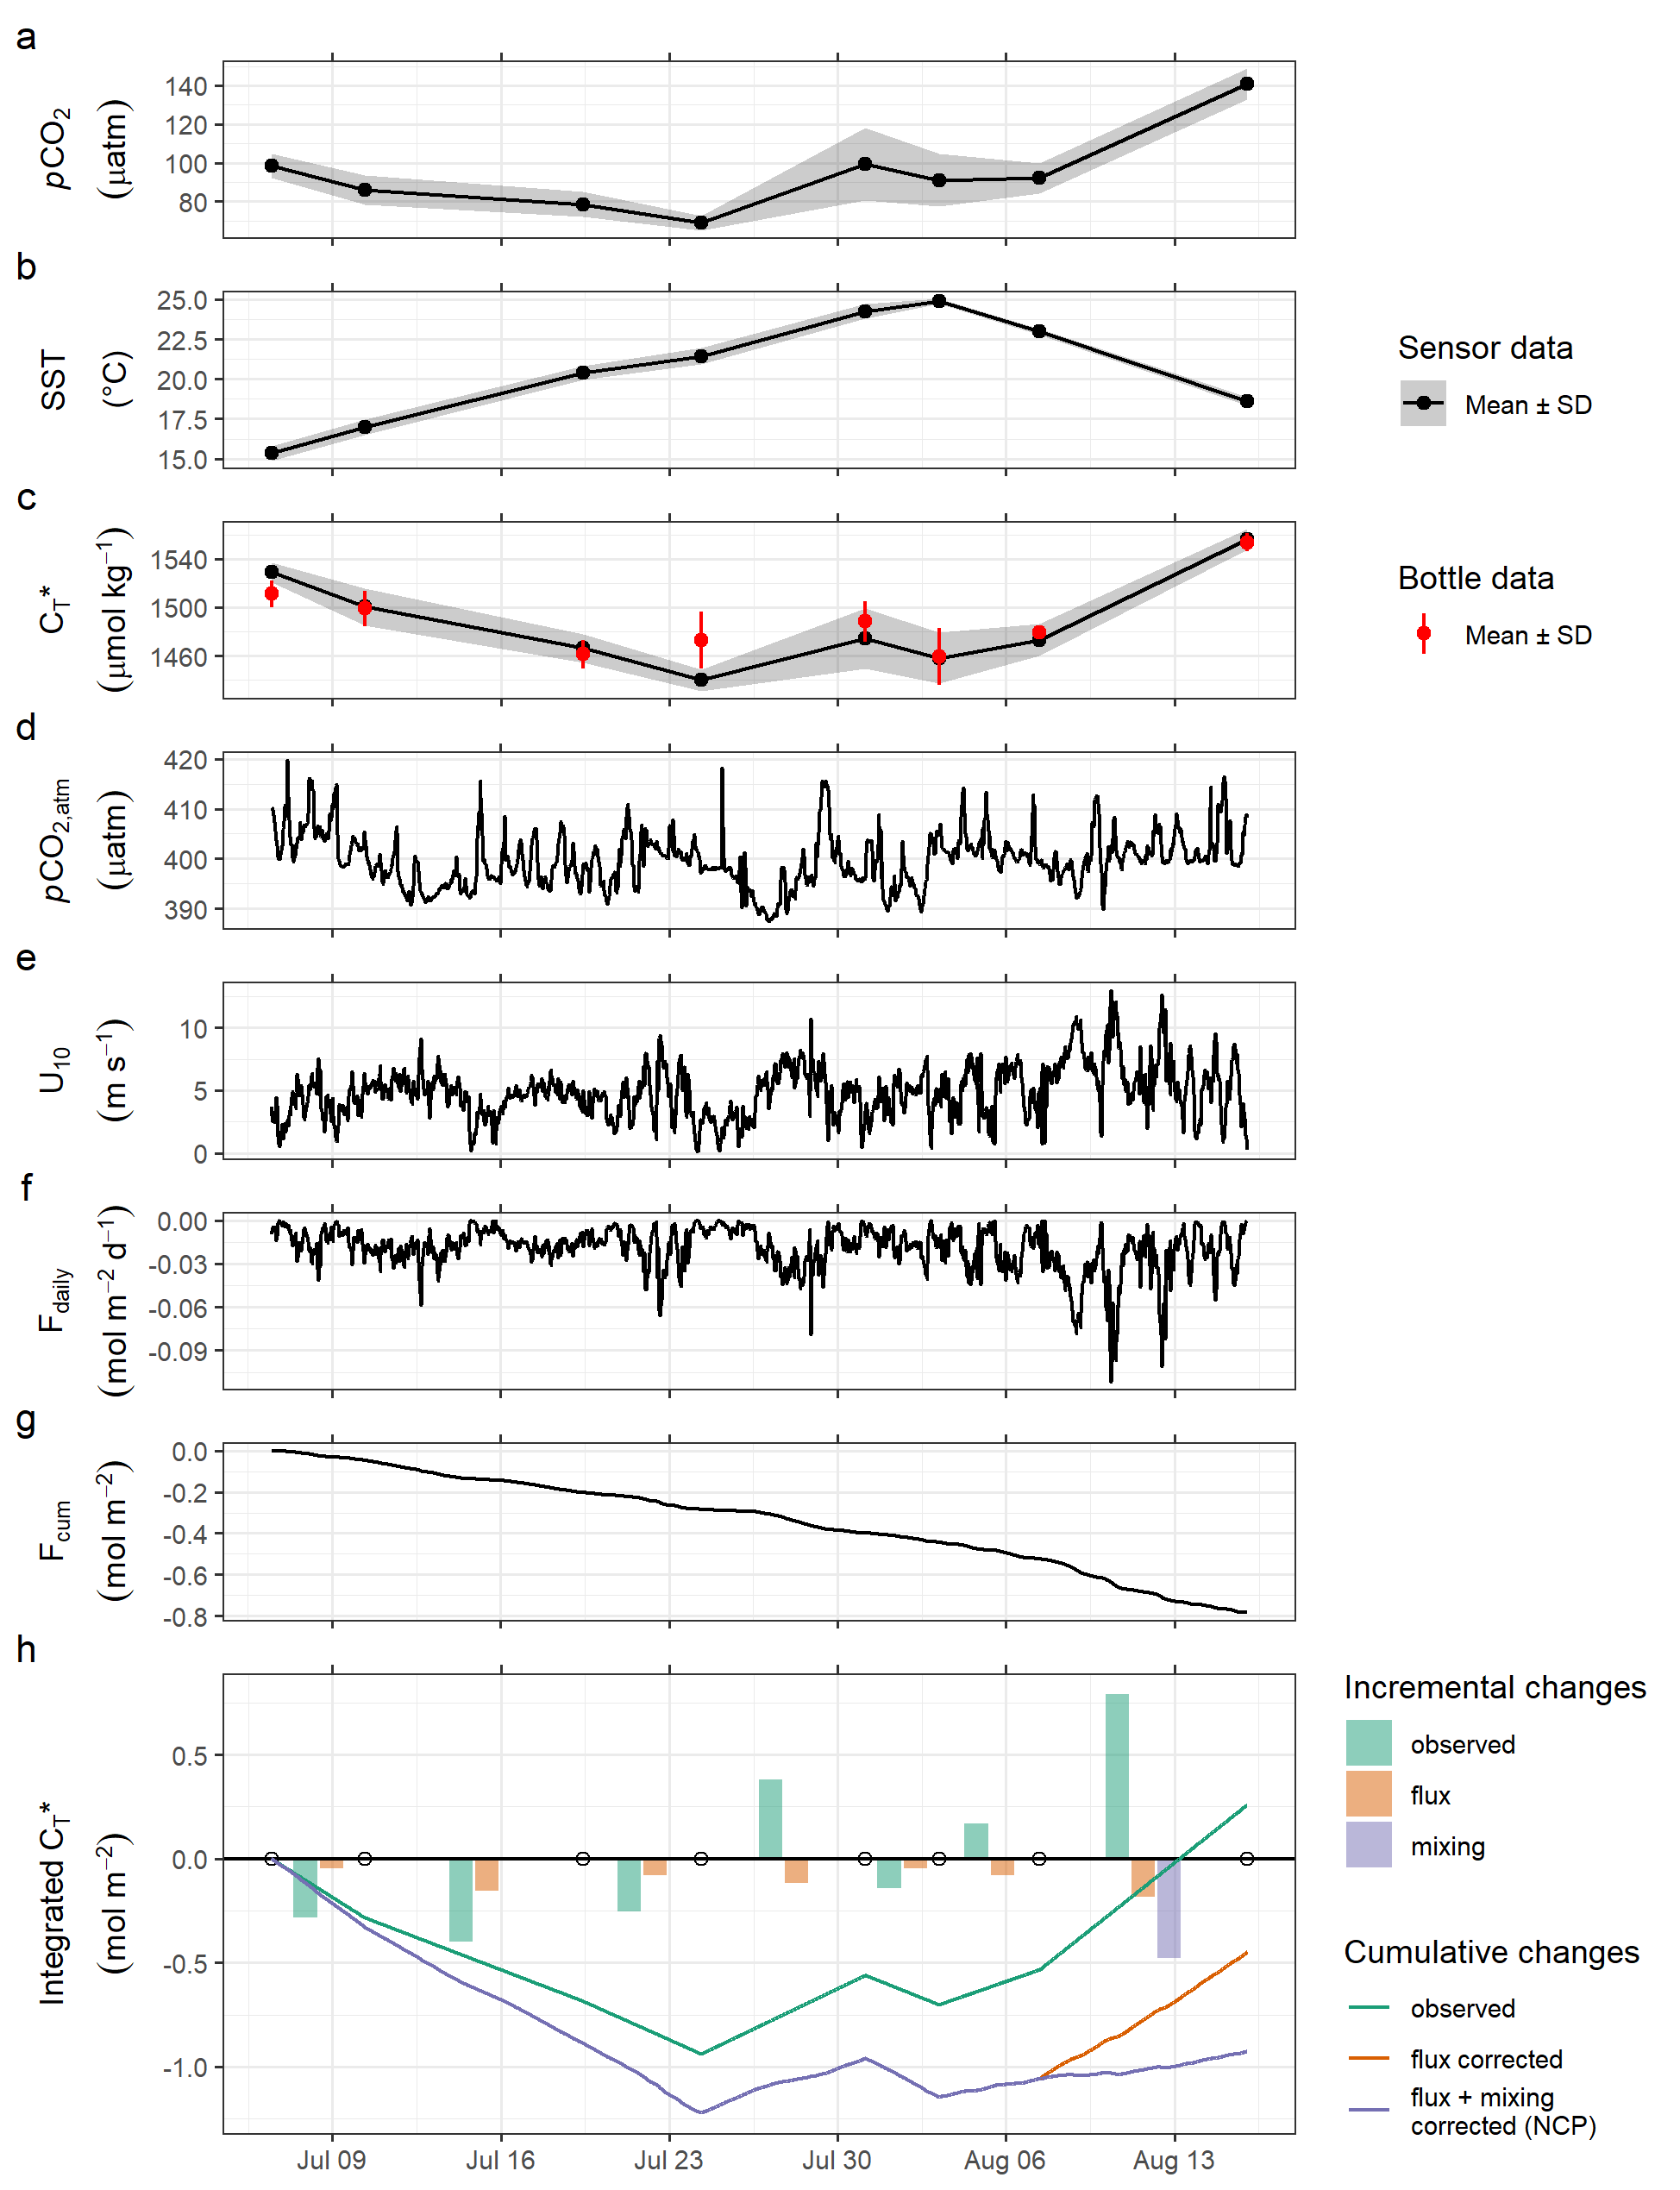 a
pCO2
(µatm)
140
120
100
80
b
SST
(°C)
25.0
22.5
20.0
17.5
15.0
Sensor data
Mean ± SD
c
CT*
(µmol kg−1)
1540
1500
1460
Bottle data
Mean ± SD
d
pCO2,atm
(µatm)
420
410
400
390
e
U10
(m s−1)
10
5
0
f
Fdaily
(mol m−2 d−1)
0.00
-0.03
-0.06
-0.09
g
Fcum
(mol m−2)
0.0
-0.2
-0.4
-0.6
-0.8
h
Integrated CT*
(mol m−2)
0.5
0.0
-0.5
-1.0
Jul 09
Jul 16
Jul 23
Jul 30
Aug 06
Aug 13
Incremental changes
observed
flux
mixing
Cumulative changes
observed
flux corrected
flux + mixing
corrected (NCP)